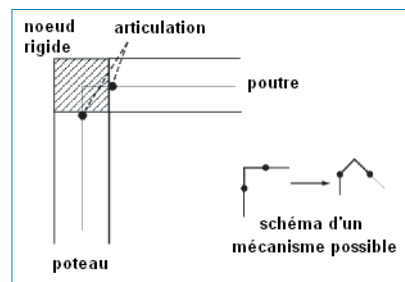 noeud
rigide
articulation
poutre
schéma d'un
mécanisme possible
poteau